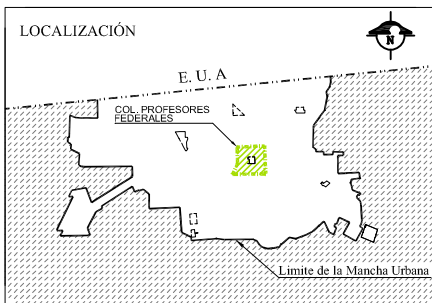 LOCALIZACIÓN
N
E. U. A
COL. PROFESORES
FEDERALES
Limite de la Mancha Urbana